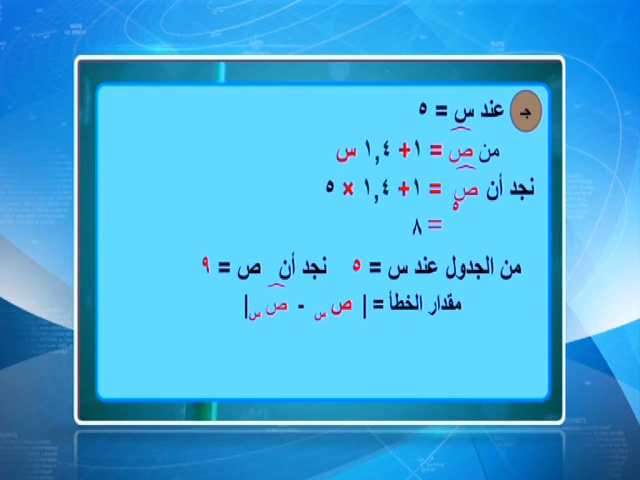 جـ عند س = ٥
من ص̂ = ١ + ١,٤ س
نجد أن ص̂٥ = ١ + ١,٤ × ٥
= ٨
من الجدول عند س = ٥ نجد أن ص = ٩
مقدار الخطأ = | ص س - ص̂ س |